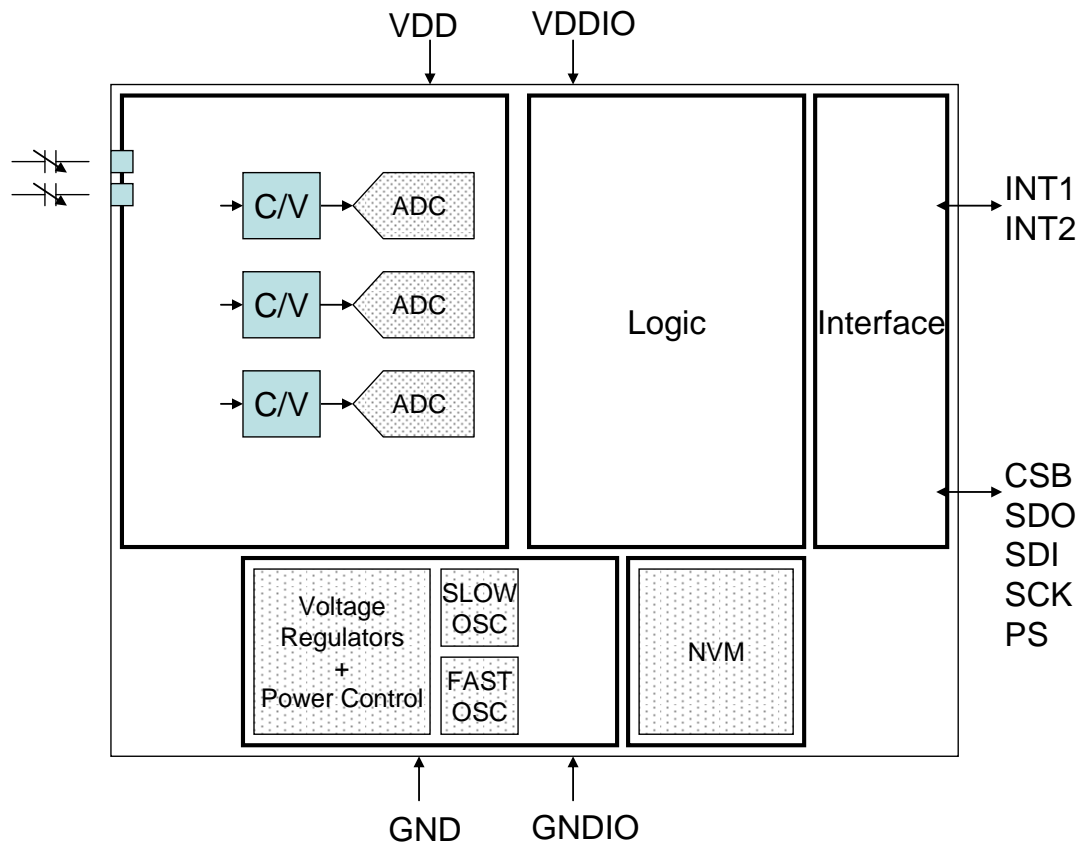 VDD
VDDIO
C/V
ADC
C/V
ADC
C/V
ADC
Logic
Interface
INT1
INT2
CSB
SDO
SDI
SCK
PS
Voltage
Regulators
+
Power Control
SLOW
OSC
FAST
OSC
NVM
GND
GNDIO